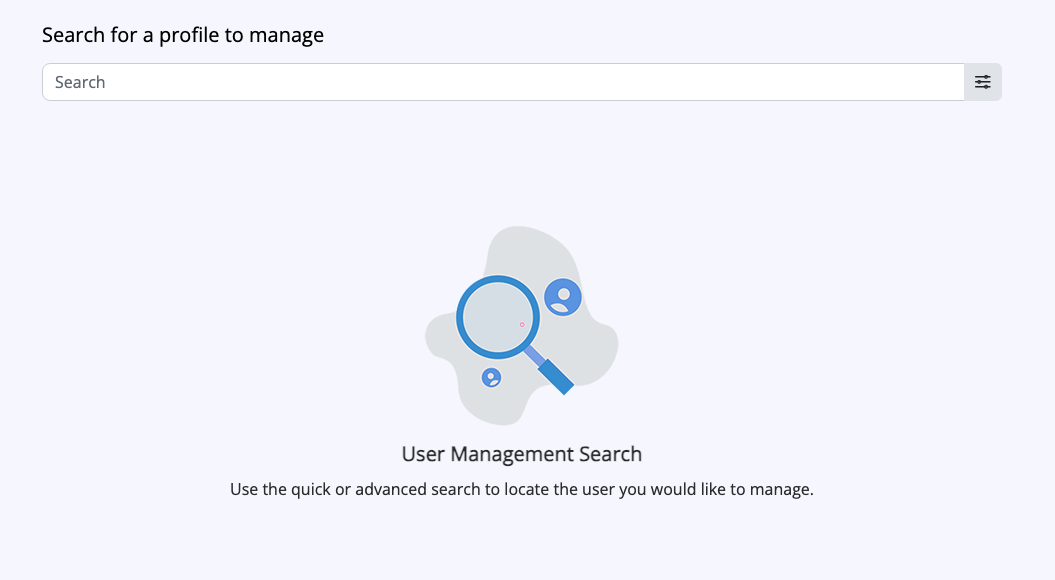 Search for a profile to manage
Search
User Management Search
Use the quick or advanced search to locate the user you would like to manage.